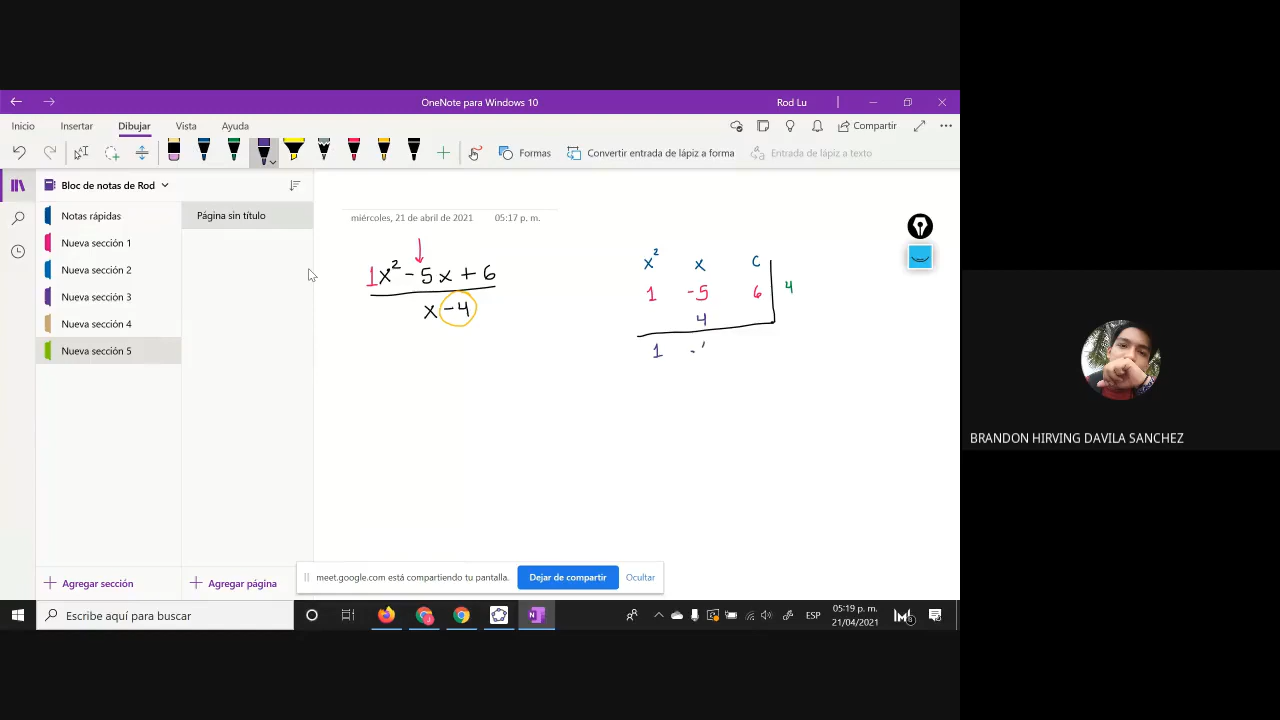 OneNote para Windows 10
Rod Lu
Inicio Insertar Dibujar Vista Ayuda
Compartir
Formas Convertir entrada de lápiz a forma Entrada de lápiz a texto
Bloc de notas de Rod
Notas rápidas
Nueva sección 1
Nueva sección 2
Nueva sección 3
Nueva sección 4
Nueva sección 5
Página sin título
miércoles, 21 de abril de 2021 05:17 p. m.
1x² - 5x + 6
x - 4
x² x c
1 -5 6 4
4
1 -
BRANDON HIRVING DAVILA SANCHEZ
meet.google.com está compartiendo tu pantalla. Dejar de compartir Ocultar
Agregar sección Agregar página
Escribe aquí para buscar
ESP
05:19 p. m.
21/04/2021